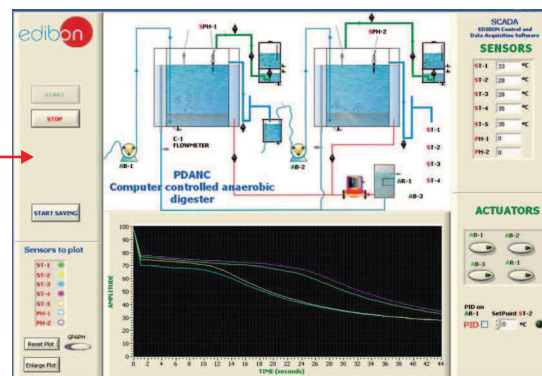 edibon
START
STOP
START SAVING
Sensors to plot
ST-1
ST-2
ST-3
ST-4
ST-5
PH-1
PH-2
Reset Plot
GPAPH
Enlarge Plot
SPH-1
SPH-2
C-1
FLOWMETER
AB-1
AB-2
ST-1
ST-2
ST-3
ST-4
AR-1
AB-3
PDANC
Computer controlled anaerobic
digester
AMPLITUDE
100
90
80
70
60
50
40
30
20
10
0
0 2 4 6 8 10 12 14 16 18 20 22 24 26 28 30 32 34 36 38 40 42 44
TIME (seconds)
SCADA
EDIBON Control and
Data Acquisition Software
SENSORS
ST-1 33 ºC
ST-2 28 ºC
ST-3 28 ºC
ST-4 35 ºC
ST-5 35 ºC
PH-1 0
PH-2 0
ACTUATORS
AB-1 AB-2
AB-3 AR-1
PID on
AR-1 SetPoint ST-2
PID 0 ºC